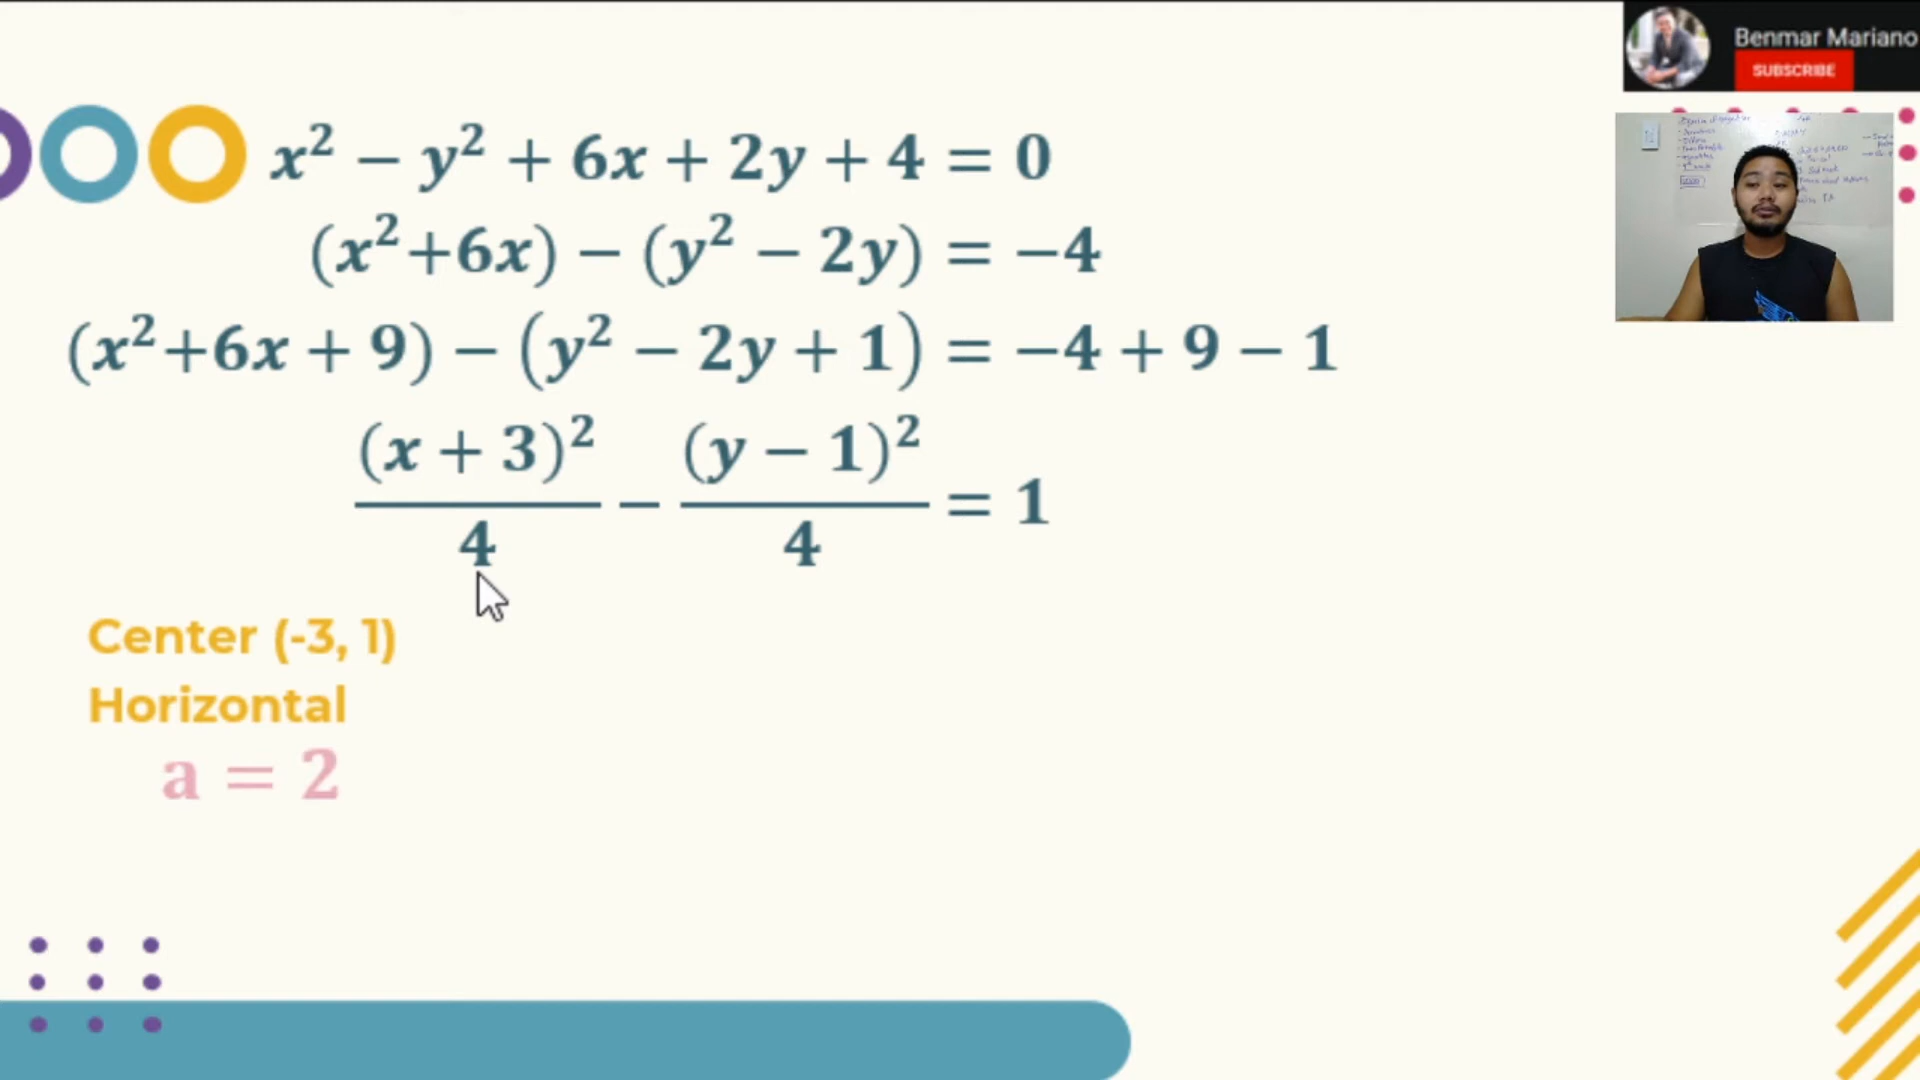 Benmar Mariano
SUBSCRIBE
x² − y² + 6x + 2y + 4 = 0
(x²+6x) − (y² − 2y) = −4
(x²+6x + 9) − (y² − 2y + 1) = −4 + 9 − 1
(x + 3)²/4 − (y − 1)²/4 = 1
Center (-3, 1)
Horizontal
a = 2